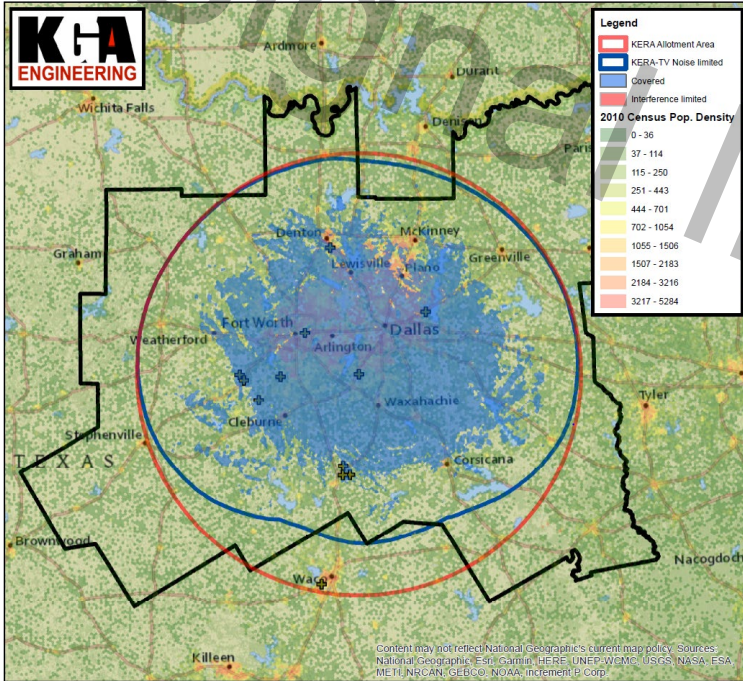 KGA
ENGINEERING
Legend
KERA Allotment Area
KERA-TV Noise limited
Covered
Interference limited
2010 Census Pop. Density
0 - 36
37 - 114
115 - 250
251 - 443
444 - 701
702 - 1054
1055 - 1506
1507 - 2183
2184 - 3216
3217 - 5284
Ardmore
Durant
Wichita Falls
Denison
Paris
Denton
McKinney
Graham
Lewisville
Plano
Greenville
Weatherford
Fort Worth
Dallas
Arlington
Waxahachie
Cleburne
Tyler
Stephenville
Corsicana
TEXAS
Brownwood
Nacogdoch
Waco
Killeen
Content may not reflect National Geographic's current map policy. Sources:
National Geographic, Esri, Garmin, HERE, UNEP-WCMC, USGS, NASA, ESA,
METI, NRCAN, GEBCO, NOAA, increment P Corp.